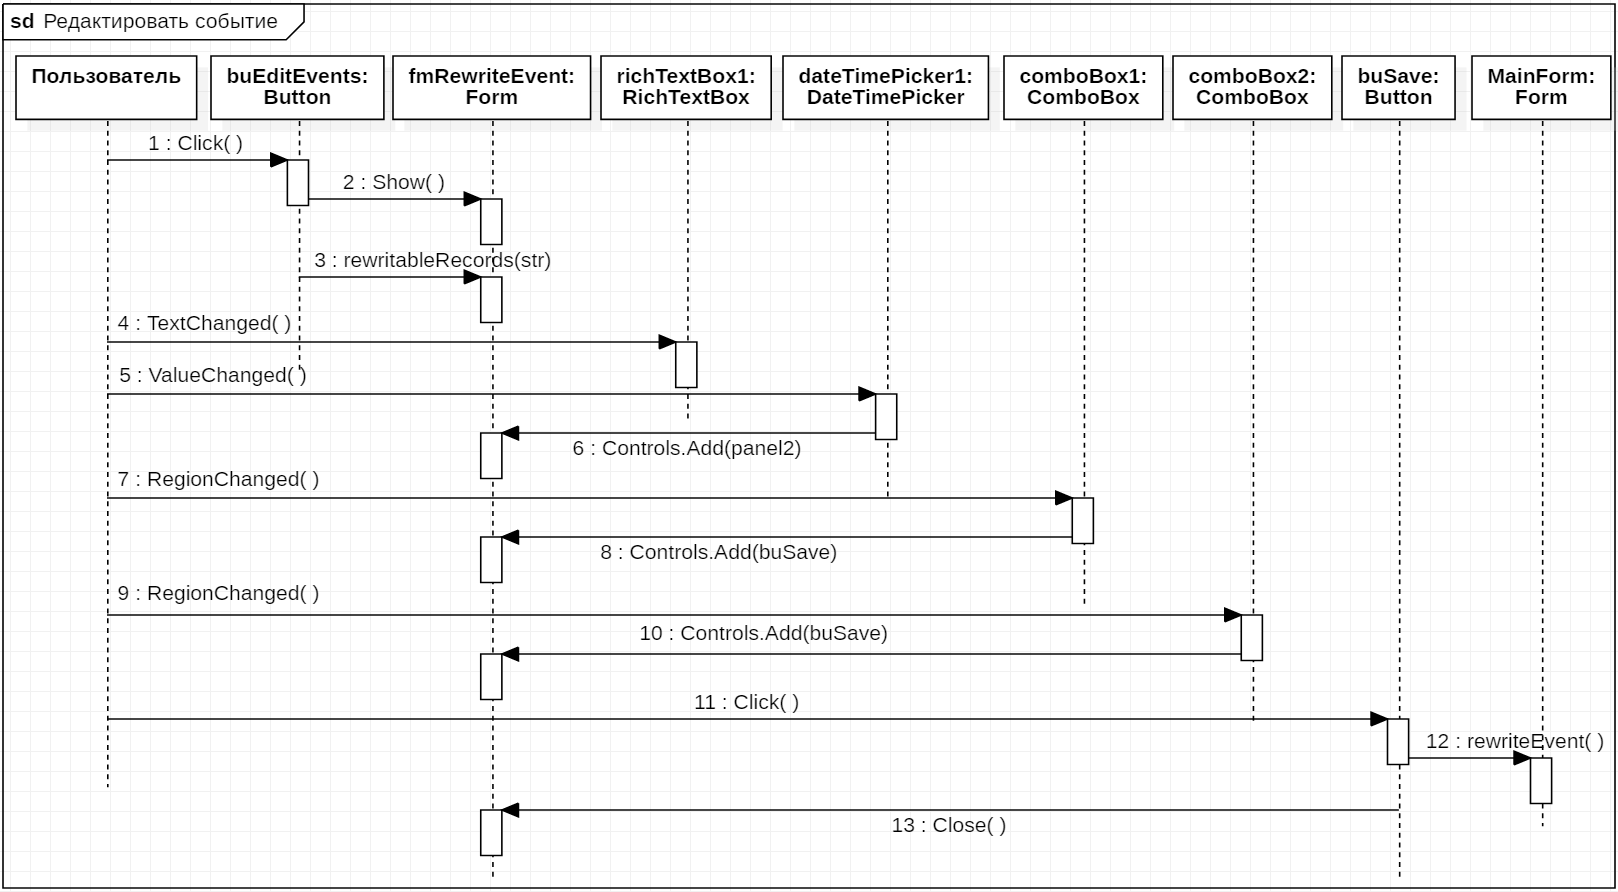 sd Редактировать событие
Пользователь
buEditEvents:
Button
fmRewriteEvent:
Form
richTextBox1:
RichTextBox
dateTimePicker1:
DateTimePicker
comboBox1:
ComboBox
comboBox2:
ComboBox
buSave:
Button
MainForm:
Form
1 : Click( )
2 : Show( )
3 : rewritableRecords(str)
4 : TextChanged( )
5 : ValueChanged( )
6 : Controls.Add(panel2)
7 : RegionChanged( )
8 : Controls.Add(buSave)
9 : RegionChanged( )
10 : Controls.Add(buSave)
11 : Click( )
12 : rewriteEvent( )
13 : Close( )